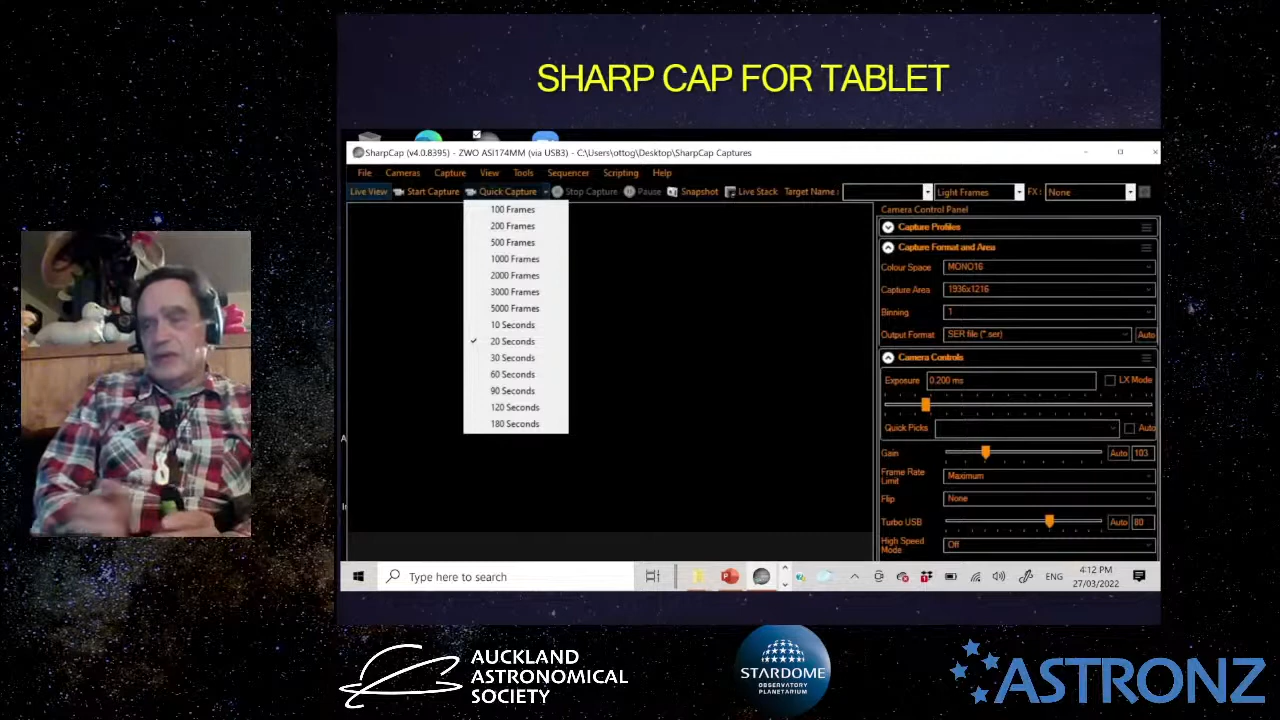 SHARP CAP FOR TABLET
SharpCap (v4.0.8395) - ZWO ASI174MM (via USB3) - C:\Users\ottog\Desktop\SharpCap Captures
File Cameras Capture View Tools Sequencer Scripting Help
Live View Start Capture Quick Capture Stop Capture Pause Snapshot Live Stack Target Name : Light Frames FX : None
100 Frames
200 Frames
500 Frames
1000 Frames
2000 Frames
3000 Frames
5000 Frames
10 Seconds
20 Seconds
30 Seconds
60 Seconds
90 Seconds
120 Seconds
180 Seconds
Camera Control Panel
Capture Profiles
Capture Format and Area
Colour Space MONO16
Capture Area 1936x1216
Binning 1
Output Format SER file (*.ser) Auto
Camera Controls
Exposure 0.200 ms LX Mode
Quick Picks Auto
Gain Auto 103
Frame Rate
Limit Maximum
Flip None
Turbo USB Auto 80
High Speed
Mode Off
Type here to search
ENG
4:12 PM
27/03/2022
AUCKLAND
ASTRONOMICAL
SOCIETY
STARDOME
OBSERVATORY
PLANETARIUM
ASTRONZ